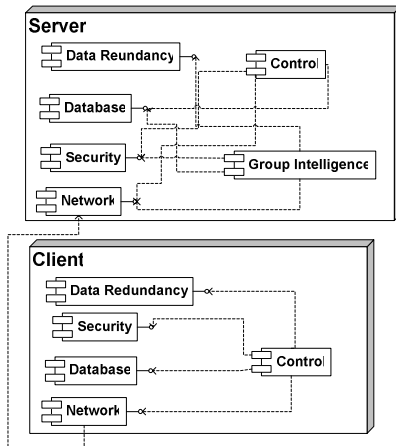 Server
Data Reundancy
Control
Database
Security
Group Intelligence
Network
Client
Data Redundancy
Security
Control
Database
Network